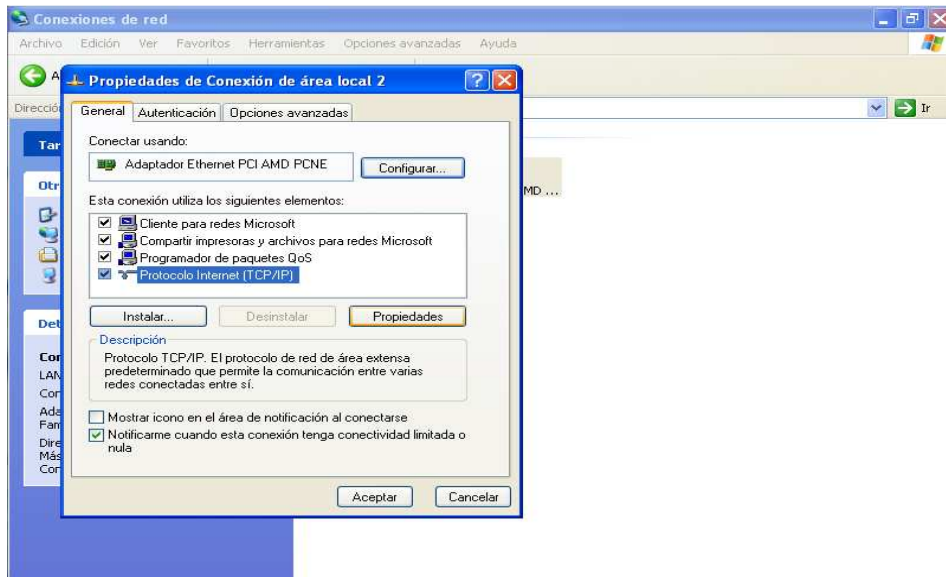 Conexiones de red
Archivo Edición Ver Favoritos Herramientas Opciones avanzadas Ayuda
Propiedades de Conexión de área local 2
Ir
General Autenticación Opciones avanzadas
Conectar usando:
Adaptador Ethernet PCI AMD PCNE
Configurar...
MD ...
Esta conexión utiliza los siguientes elementos:
Cliente para redes Microsoft
Compartir impresoras y archivos para redes Microsoft
Programador de paquetes QoS
Protocolo Internet (TCP/IP)
Instalar... Desinstalar Propiedades
Descripción
Protocolo TCP/IP. El protocolo de red de área extensa
predeterminado que permite la comunicación entre varias
redes conectadas entre sí.
Mostrar icono en el área de notificación al conectarse
Notificarme cuando esta conexión tenga conectividad limitada o
nula
Aceptar Cancelar